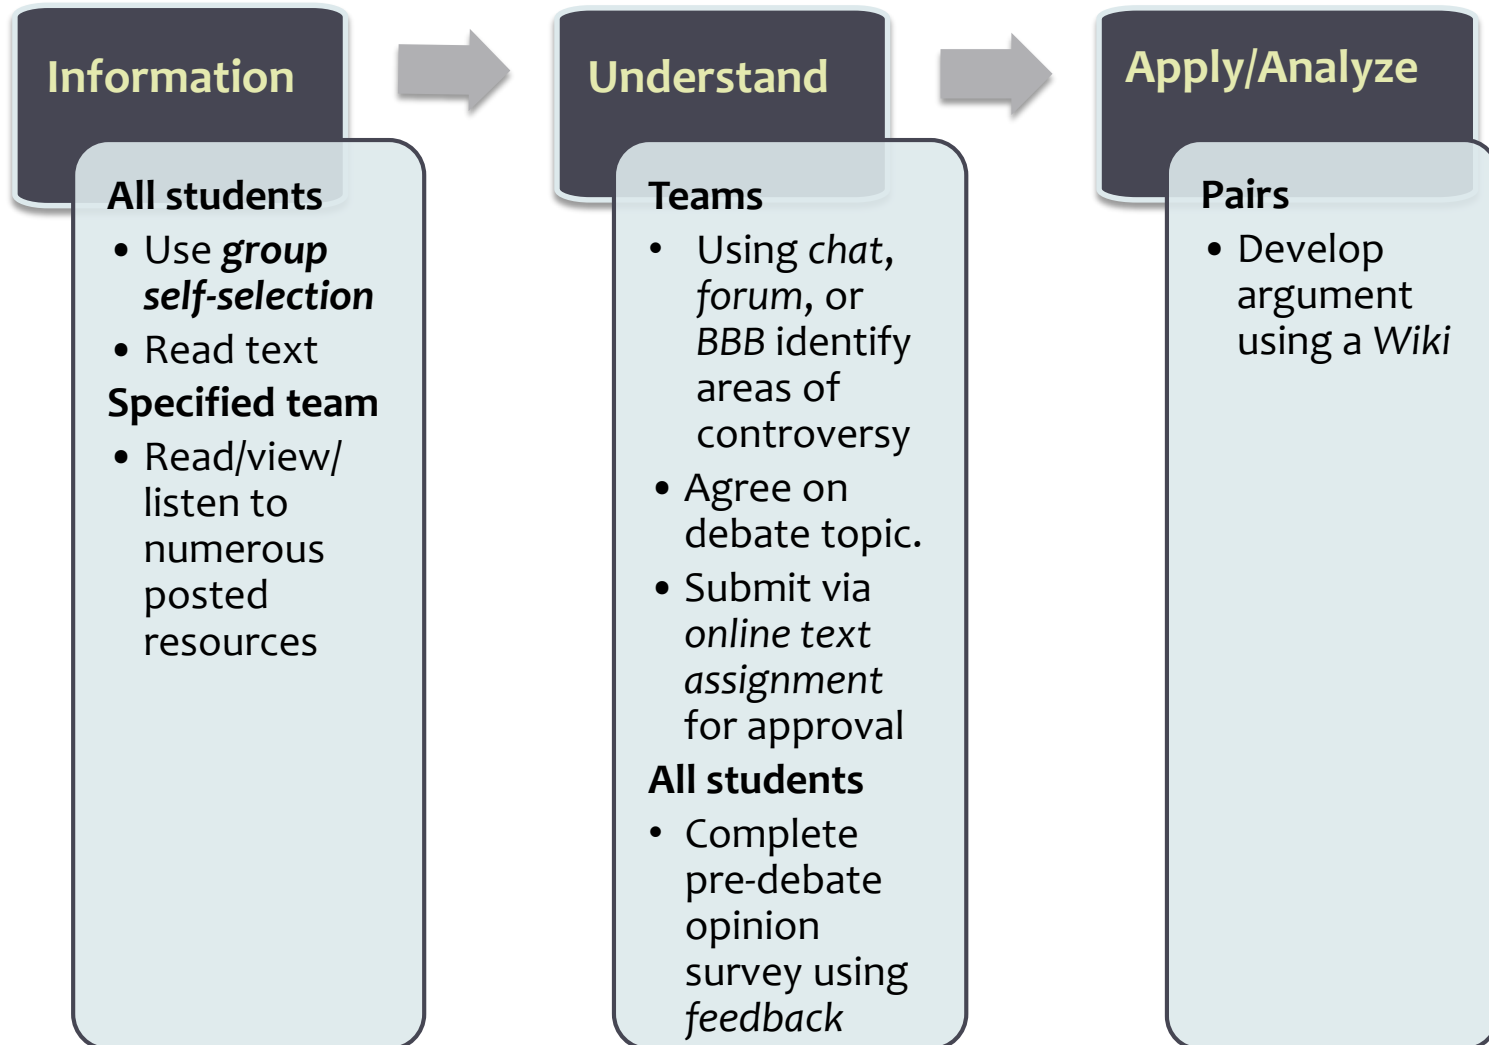 Information
All students
• Use group
self-selection
• Read text
Specified team
• Read/view/
listen to
numerous
posted
resources
Understand
Teams
• Using chat,
forum, or
BBB identify
areas of
controversy
• Agree on
debate topic.
• Submit via
online text
assignment
for approval
All students
• Complete
pre-debate
opinion
survey using
feedback
Apply/Analyze
Pairs
• Develop
argument
using a Wiki